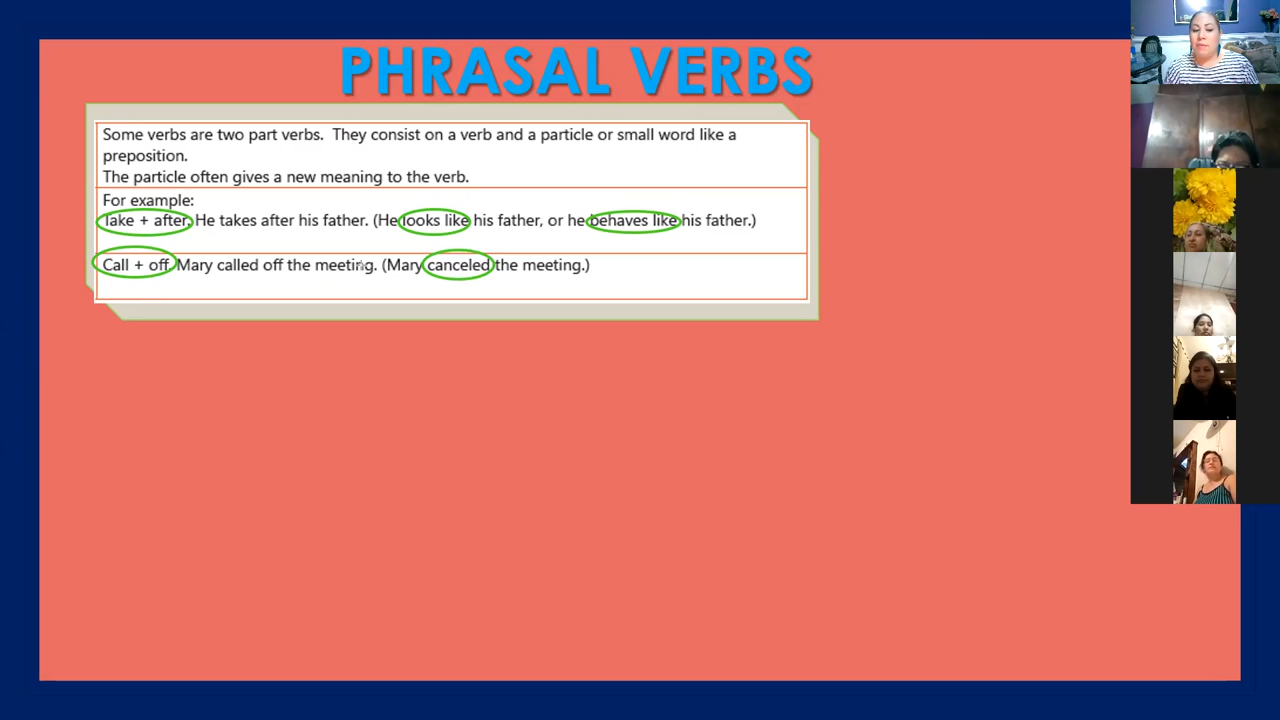 PHRASAL VERBS
Some verbs are two part verbs. They consist on a verb and a particle or small word like a
preposition.
The particle often gives a new meaning to the verb.
For example:
Take + after. He takes after his father. (He looks like his father, or he behaves like his father.)
Call + off. Mary called off the meeting. (Mary canceled the meeting.)